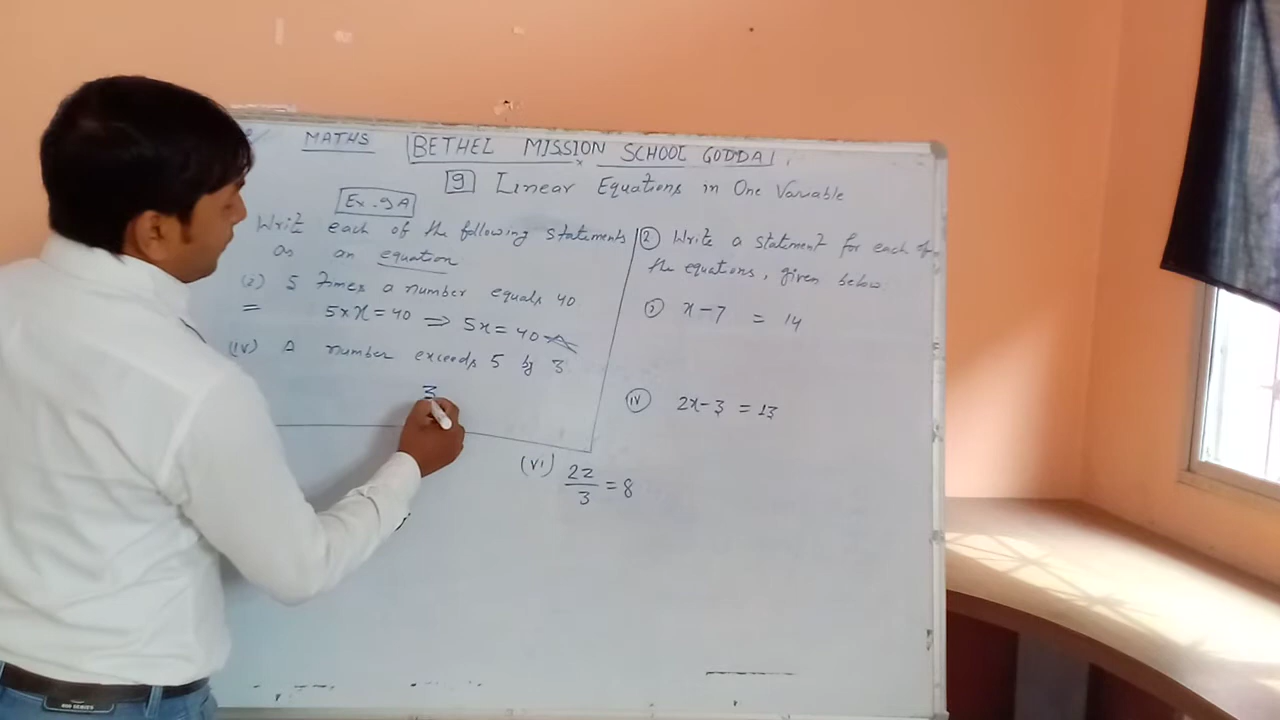 MATHS
BETHEL MISSION SCHOOL GODDA
9 Linear Equations in One Variable
Ex. 9A
Write each of the following statements
as an equation
(i) 5 times a number equals 40
= 5×x = 40 ⇒ 5x = 40
(iv) A number exceeds 5 by 3
3
2 Write a statement for each of
the equations, given below
i x - 7 = 14
iv 2x - 3 = 13
(vi) 2z/3 = 8